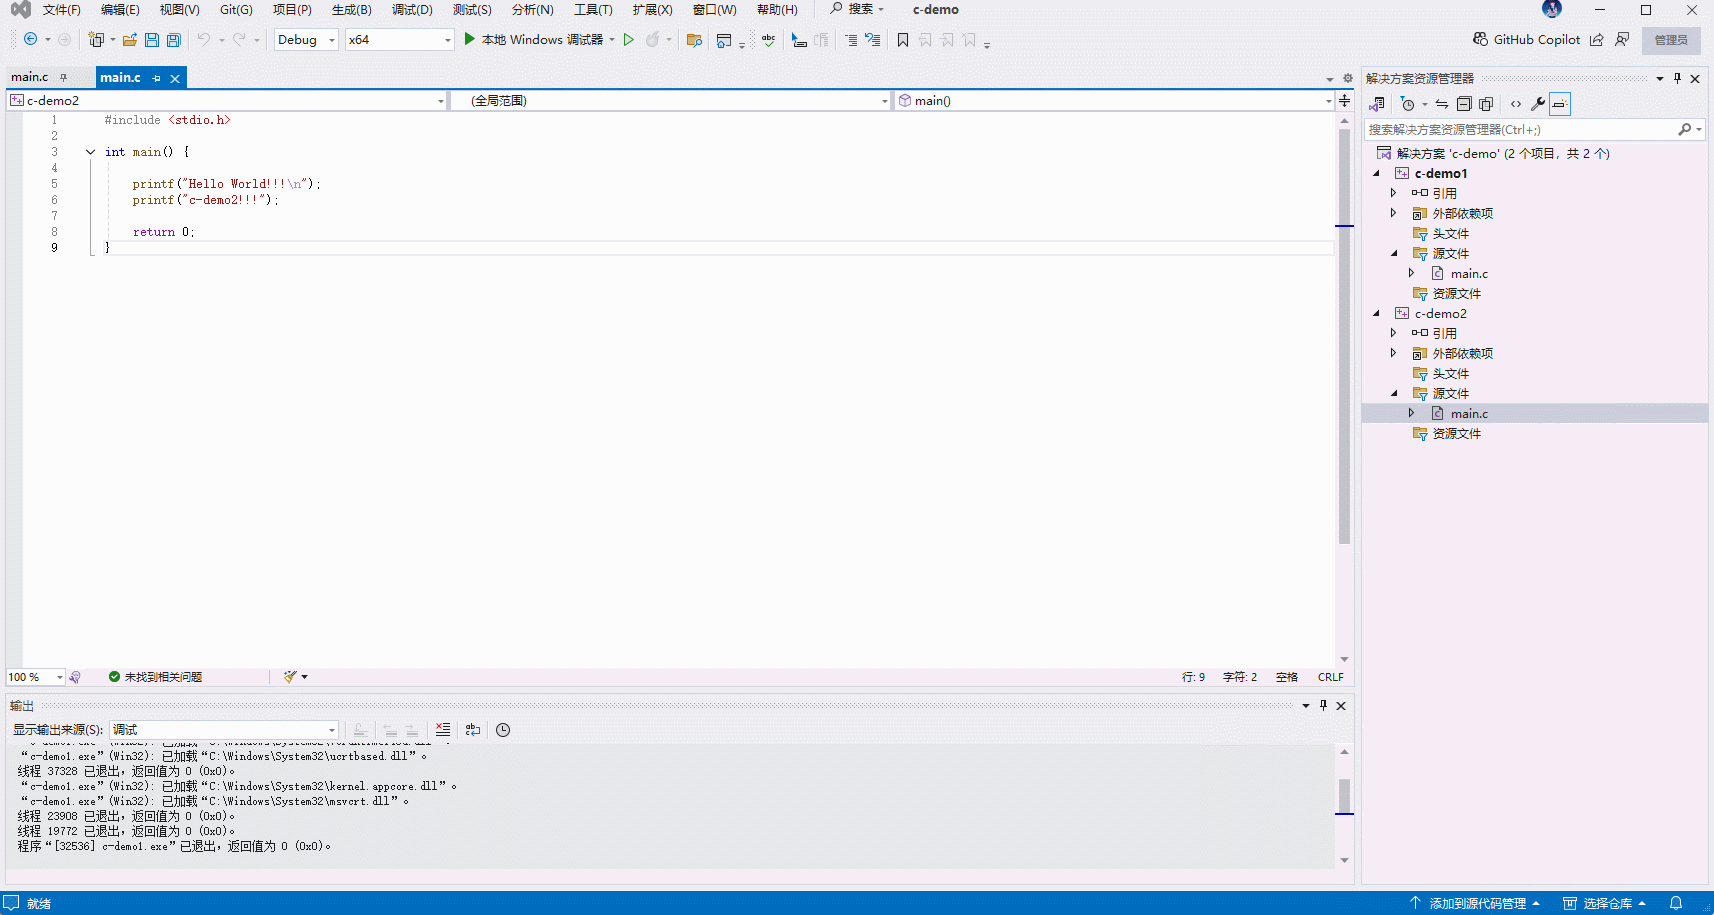 文件(F) 编辑(E) 视图(V) Git(G) 项目(P) 生成(B) 调试(D) 测试(S) 分析(N) 工具(T) 扩展(X) 窗口(W) 帮助(H) 搜索 c-demo
Debug x64 本地 Windows 调试器 abc GitHub Copilot 管理员
main.c main.c
c-demo2 (全局范围) main()
1 #include <stdio.h>
2
3 int main() {
4
5 printf("Hello World!!!\n");
6 printf("c-demo2!!!");
7
8 return 0;
9 }
100 % 未找到相关问题 行: 9 字符: 2 空格 CRLF
输出
显示输出来源(S): 调试
“c-demo1.exe”(Win32): 已加载“C:\Windows\System32\ucrtbased.dll”。
线程 37328 已退出，返回值为 0 (0x0)。
“c-demo1.exe”(Win32): 已加载“C:\Windows\System32\kernel.appcore.dll”。
“c-demo1.exe”(Win32): 已加载“C:\Windows\System32\msvcrt.dll”。
线程 23908 已退出，返回值为 0 (0x0)。
线程 19772 已退出，返回值为 0 (0x0)。
程序“[32536] c-demo1.exe”已退出，返回值为 0 (0x0)。
解决方案资源管理器
搜索解决方案资源管理器(Ctrl+;)
解决方案 'c-demo' (2 个项目，共 2 个)
c-demo1
引用
外部依赖项
头文件
源文件
main.c
资源文件
c-demo2
引用
外部依赖项
头文件
源文件
main.c
资源文件
就绪 添加到源代码管理 选择仓库